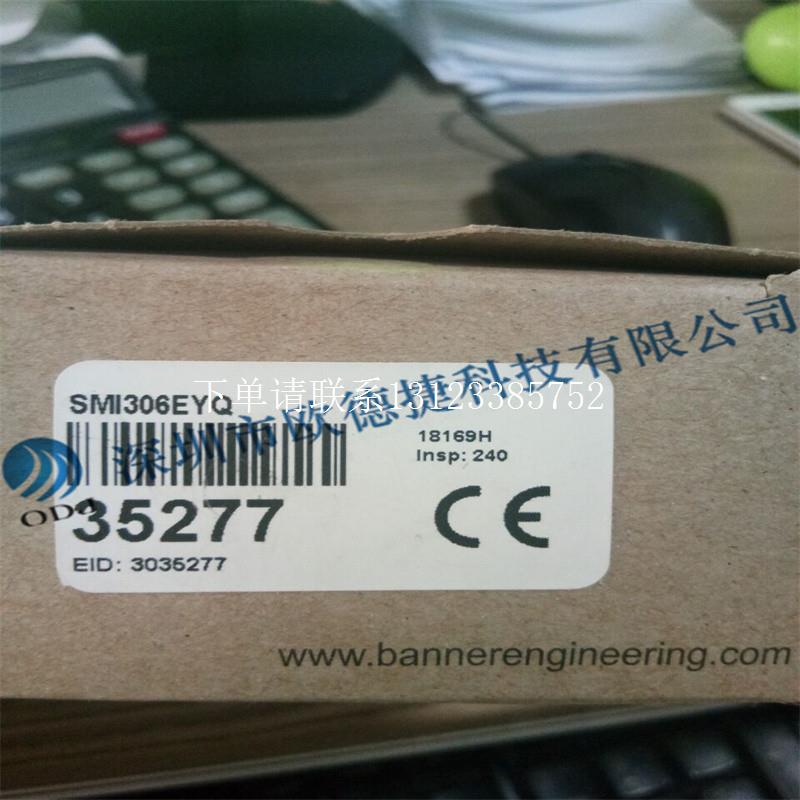 SMI306EYQ
下单请联系13123385752
18169H
Insp: 240
深圳市欧德捷科技有限公司
ODJ
35277
CE
EID: 3035277
www.bannerengineering.com